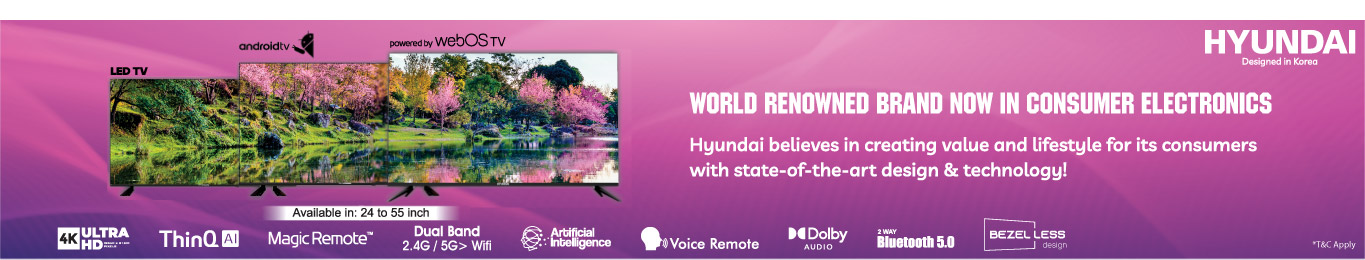 HYUNDAI
Designed in Korea
LED TV
androidtv
powered by webOS TV
WORLD RENOWNED BRAND NOW IN CONSUMER ELECTRONICS
Hyundai believes in creating value and lifestyle for its consumers
with state-of-the-art design & technology!
Available in: 24 to 55 inch
4K ULTRA
HD
ThinQ AI
Magic Remote™
Dual Band
2.4G / 5G> Wifi
Artificial
Intelligence
Voice Remote
Dolby
AUDIO
2 WAY
Bluetooth 5.0
BEZEL LESS
design
*T&C Apply